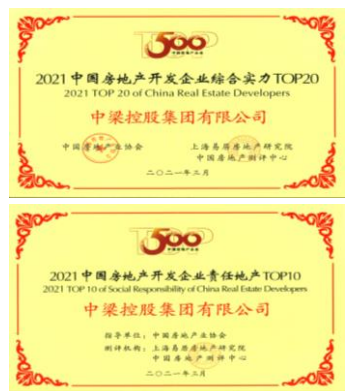 TOP
500
2021中国房地产开发企业综合实力TOP20
2021 TOP 20 of China Real Estate Developers
中梁控股集团有限公司
中国房地产业协会
上海易居房地产研究院
中国房地产测评中心
二〇二一年三月
TOP
500
2021中国房地产开发企业责任地产TOP10
2021 TOP 10 of Social Responsibility of China Real Estate Developers
中梁控股集团有限公司
指导单位：中国房地产业协会
测评机构：上海易居房地产研究院
中国房地产测评中心
二〇二一年三月